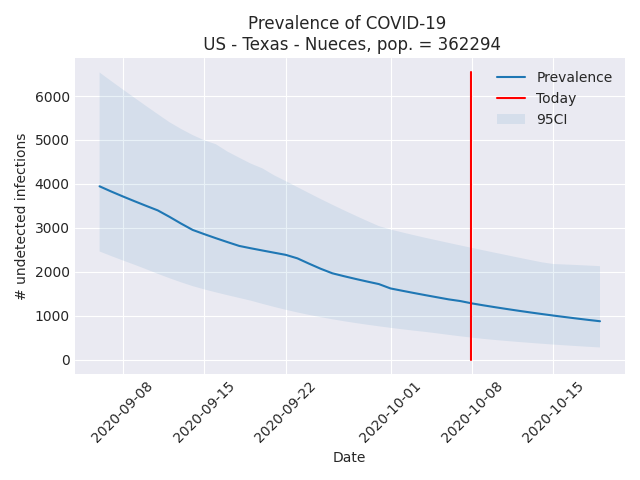 Prevalence of COVID-19
US - Texas - Nueces, pop. = 362294
Prevalence
Today
95CI
# undetected infections
6000
5000
4000
3000
2000
1000
0
2020-09-08
2020-09-15
2020-09-22
2020-10-01
2020-10-08
2020-10-15
Date